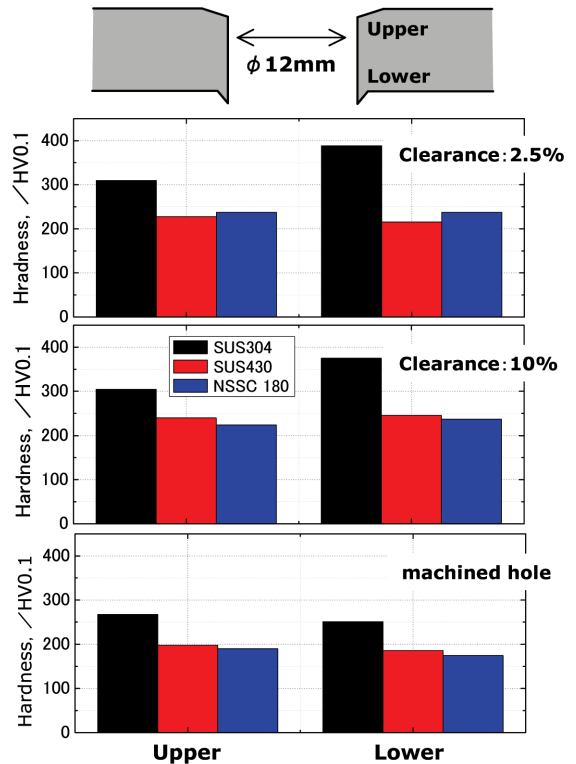 Upper
Lower
ϕ12mm
Hradness, ／HV0.1
400
300
200
100
0
Clearance：2.5%
Hardness, ／HV0.1
400
300
200
100
0
SUS304
SUS430
NSSC 180
Clearance：10%
Hardness, ／HV0.1
400
300
200
100
0
machined hole
Upper
Lower